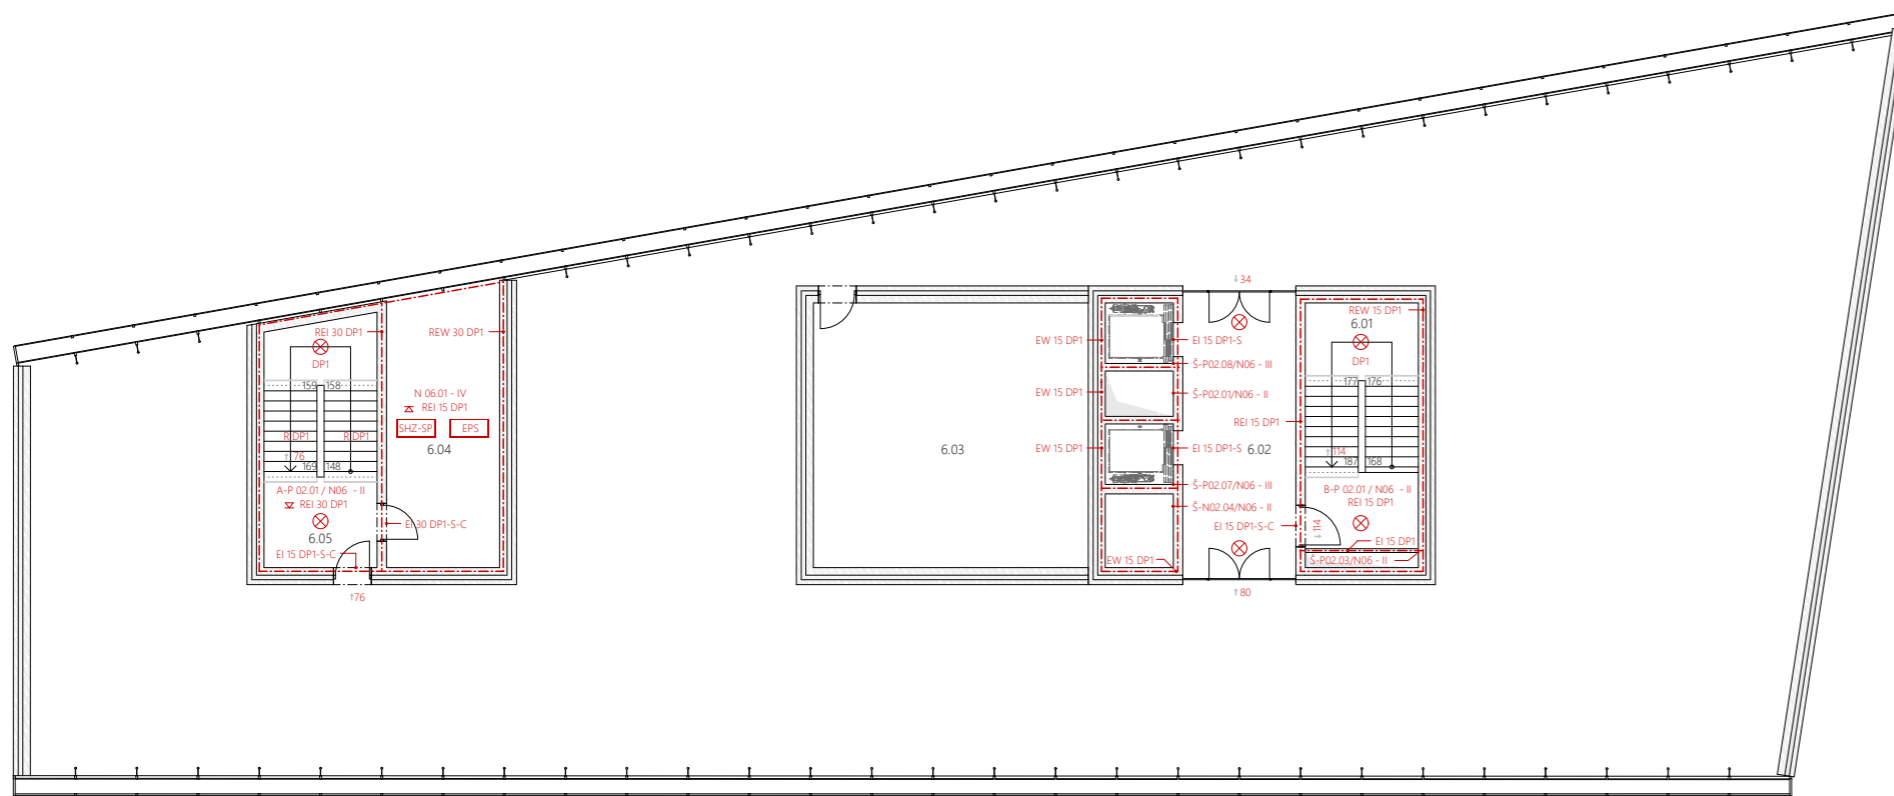 REI 30 DP1
DP1
159 158
R DP1 R DP1
↑76
169 148
A-P 02.01 / N06 - II
REI 30 DP1
6.05
EI 15 DP1-S-C
↑76
REW 30 DP1
N 06.01 - IV
REI 15 DP1
SHZ-SP EPS
6.04
EI 30 DP1-S-C
6.03
EW 15 DP1
EW 15 DP1
EW 15 DP1
EW 15 DP1
↓34
EI 15 DP1-S
Š-P02.08/N06 - III
Š-P02.01/N06 - II
REI 15 DP1
EI 15 DP1-S 6.02
Š-P02.07/N06 - III
Š-N02.04/N06 - II
EI 15 DP1-S-C
↑80
REW 15 DP1
6.01
DP1
177 176
↑114
187 168
B-P 02.01 / N06 - II
REI 15 DP1
↓114
EI 15 DP1
Š-P02.03/N06 - II